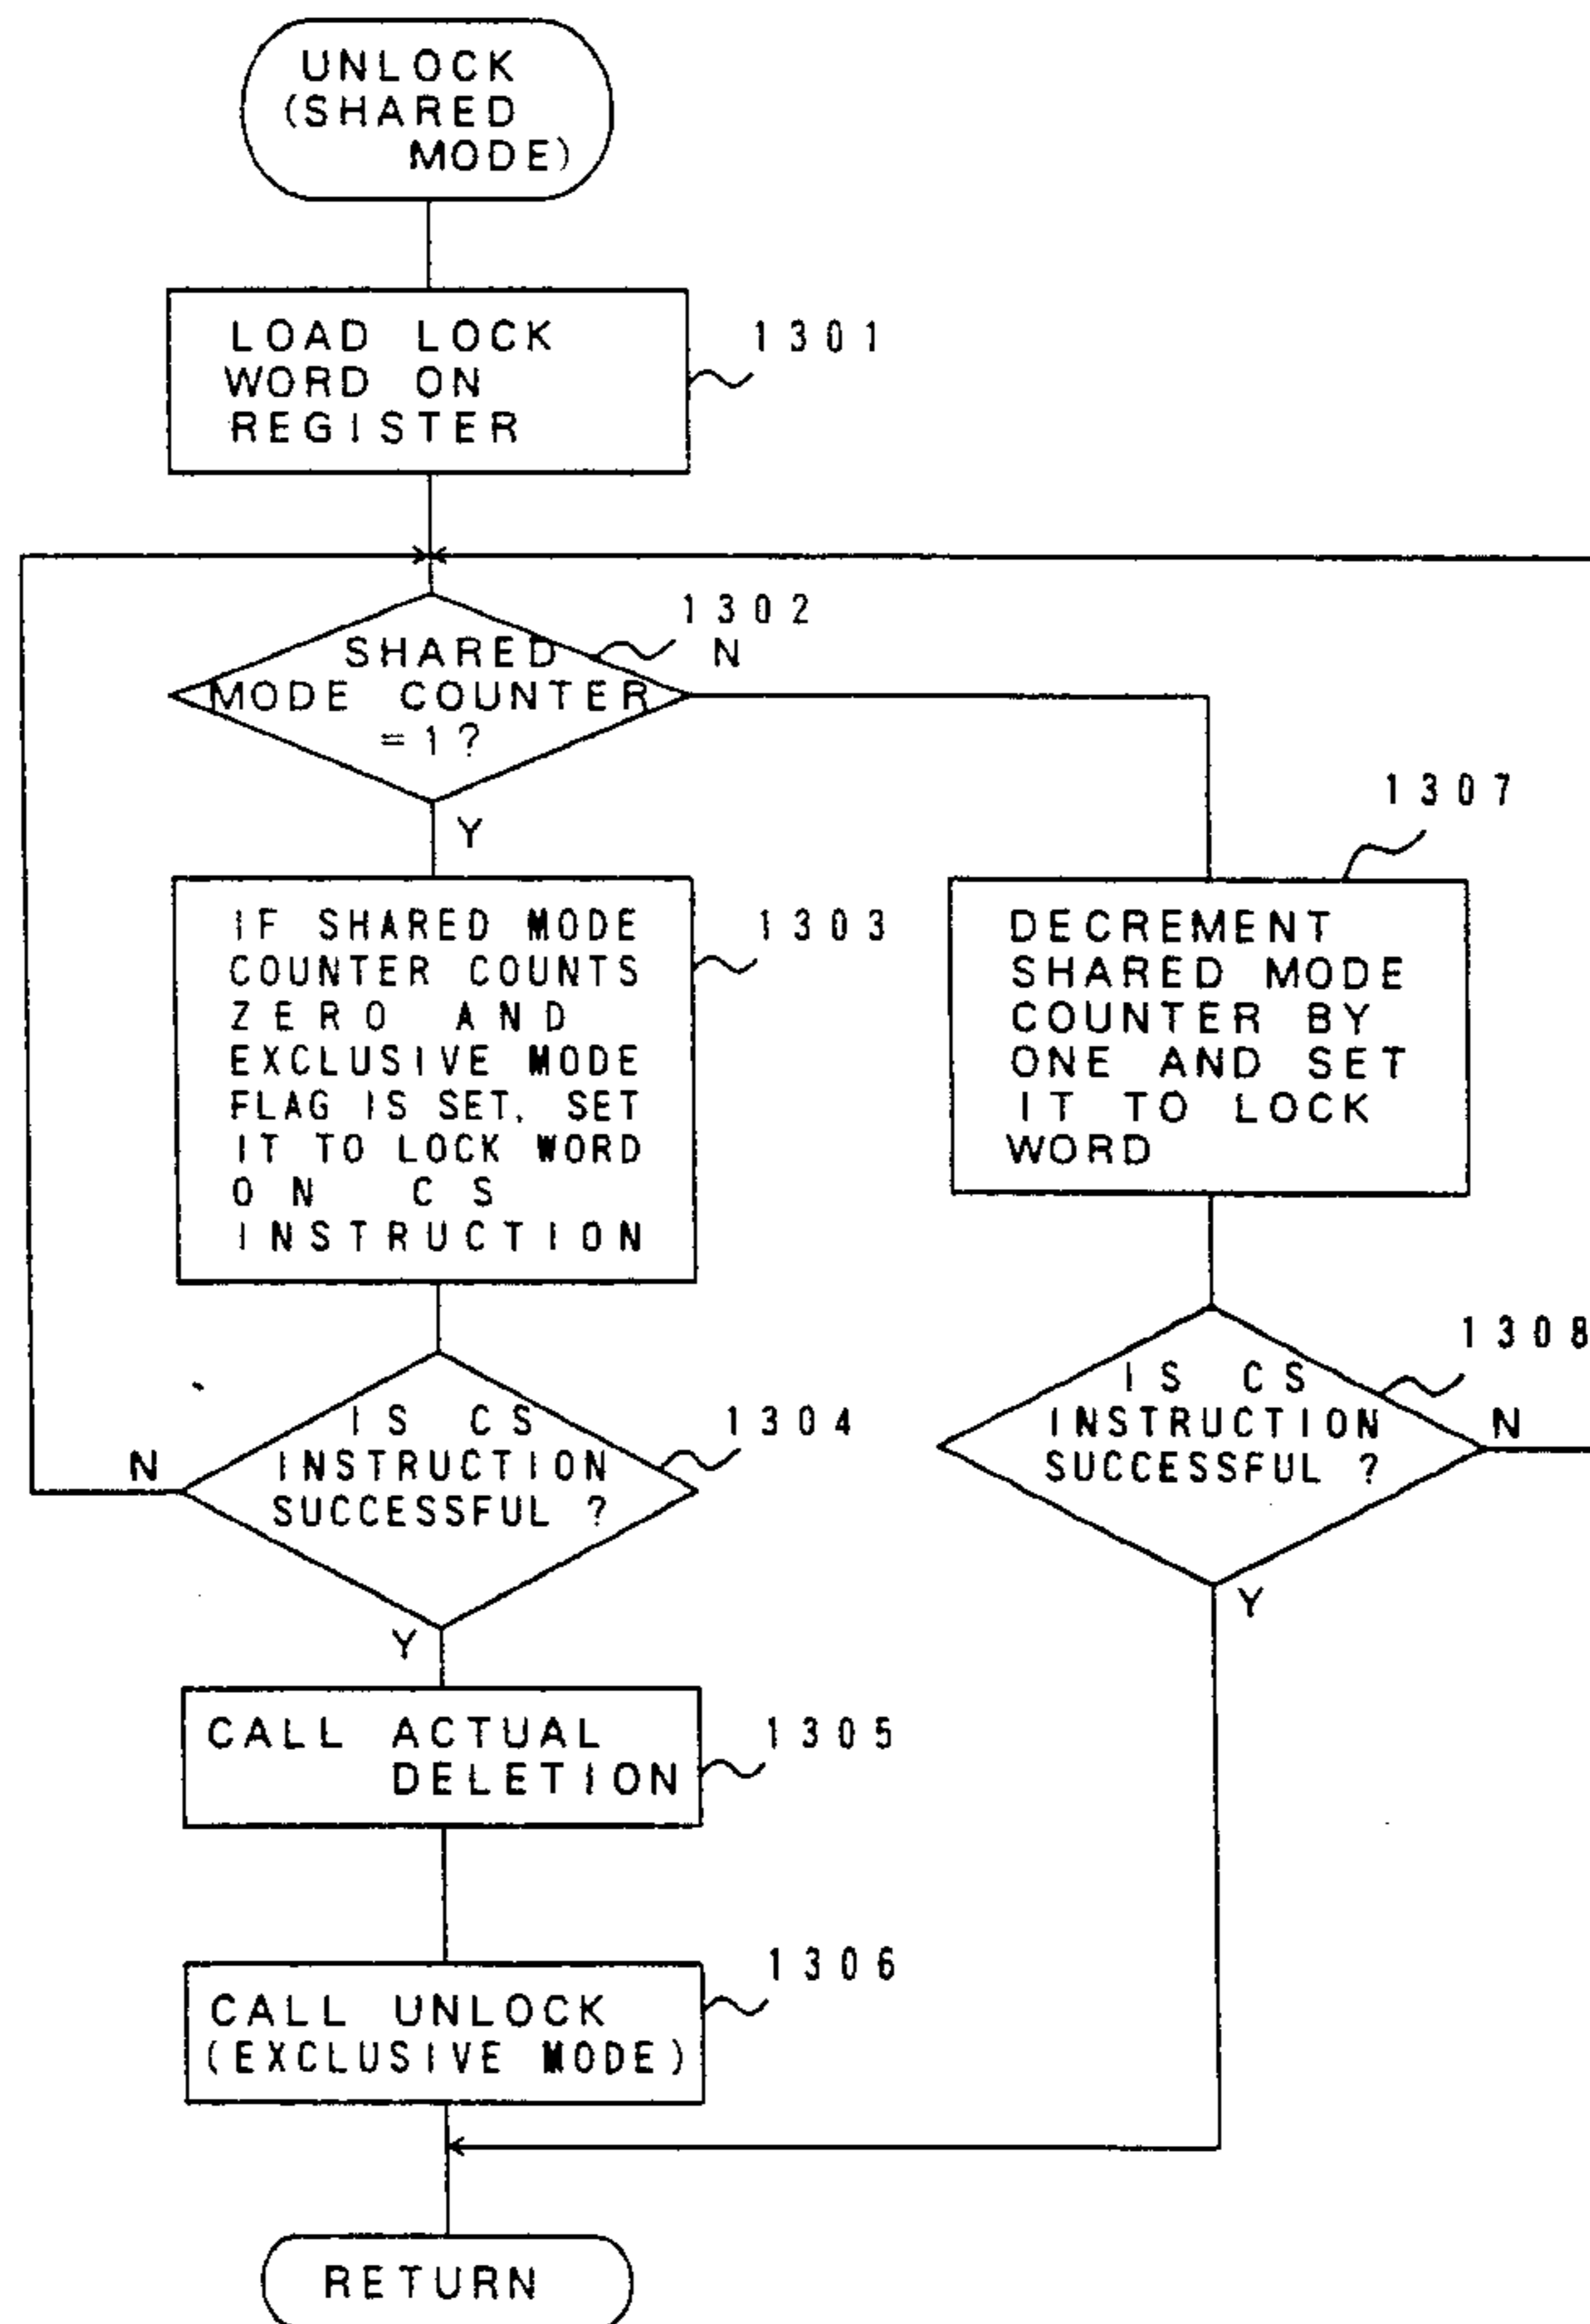 UNLOCK
(SHARED
MODE)
LOAD LOCK
WORD ON
REGISTER
1301
1302
SHARED
MODE COUNTER
=1?
N
Y
IF SHARED MODE
COUNTER COUNTS
ZERO AND
EXCLUSIVE MODE
FLAG IS SET, SET
IT TO LOCK WORD
ON CS
INSTRUCTION
1303
1307
DECREMENT
SHARED MODE
COUNTER BY
ONE AND SET
IT TO LOCK
WORD
IS CS
INSTRUCTION
SUCCESSFUL ?
1304
N
Y
1308
IS CS
INSTRUCTION
SUCCESSFUL ?
N
Y
CALL ACTUAL
DELETION
1305
CALL UNLOCK
(EXCLUSIVE MODE)
1306
RETURN